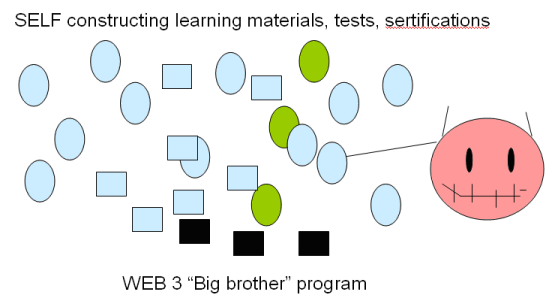 SELF constructing learning materials, tests, sertifications
WEB 3 “Big brother” program